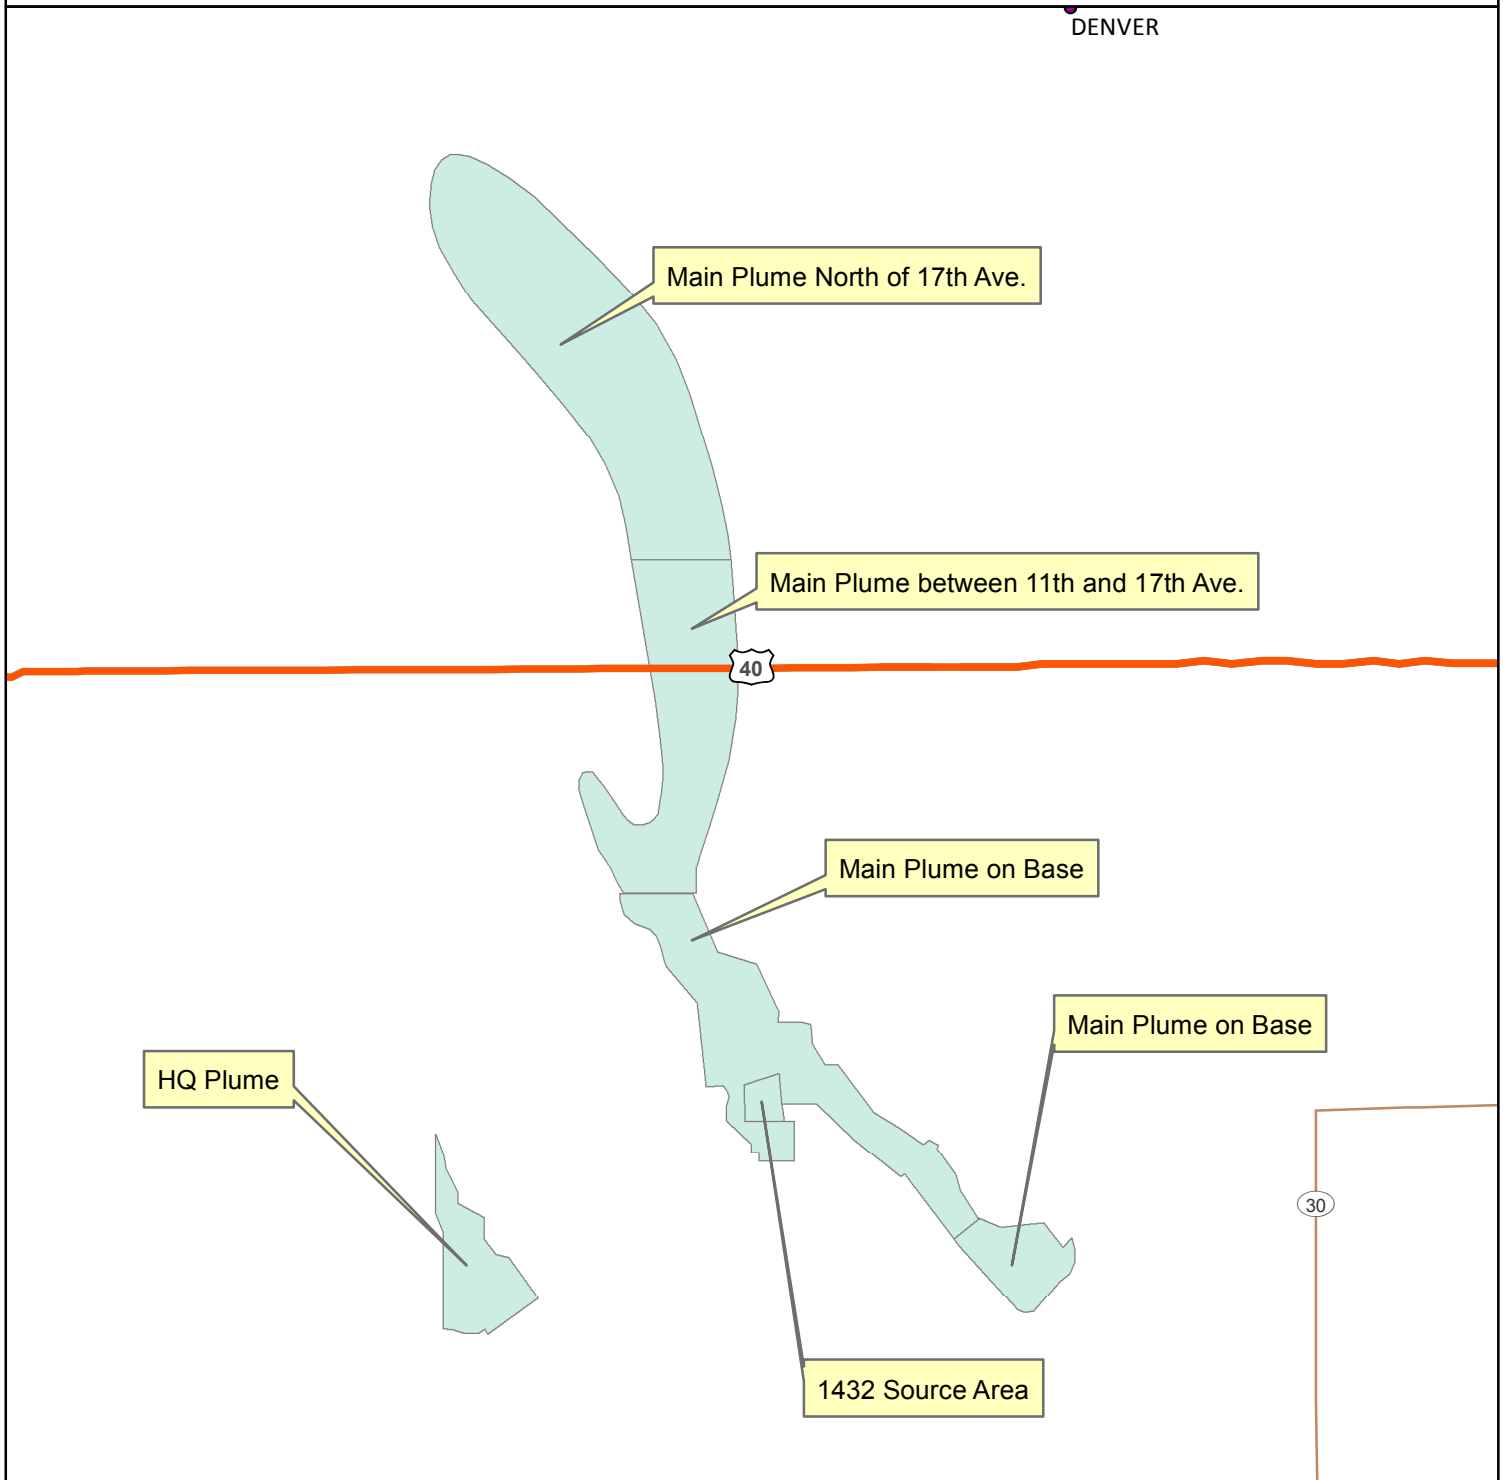 DENVER
Main Plume North of 17th Ave.
Main Plume between 11th and 17th Ave.
40
Main Plume on Base
Main Plume on Base
HQ Plume
30
1432 Source Area